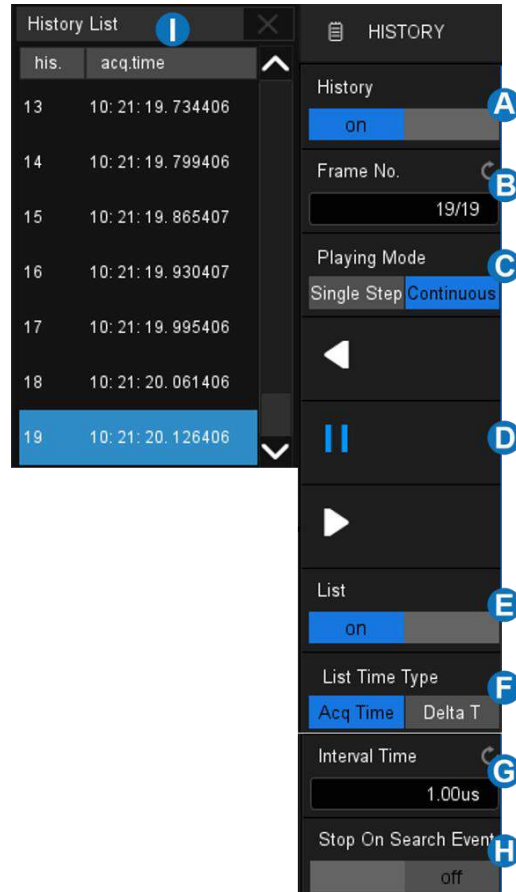 History List I
his. acq.time
13 10: 21: 19. 734406
14 10: 21: 19. 799406
15 10: 21: 19. 865407
16 10: 21: 19. 930407
17 10: 21: 19. 995406
18 10: 21: 20. 061406
19 10: 21: 20. 126406
HISTORY
History
A
on
Frame No.
B
19/19
Playing Mode
C
Single Step Continuous
D
List
E
on
List Time Type
F
Acq Time Delta T
Interval Time
G
1.00us
Stop On Search Event
H
off